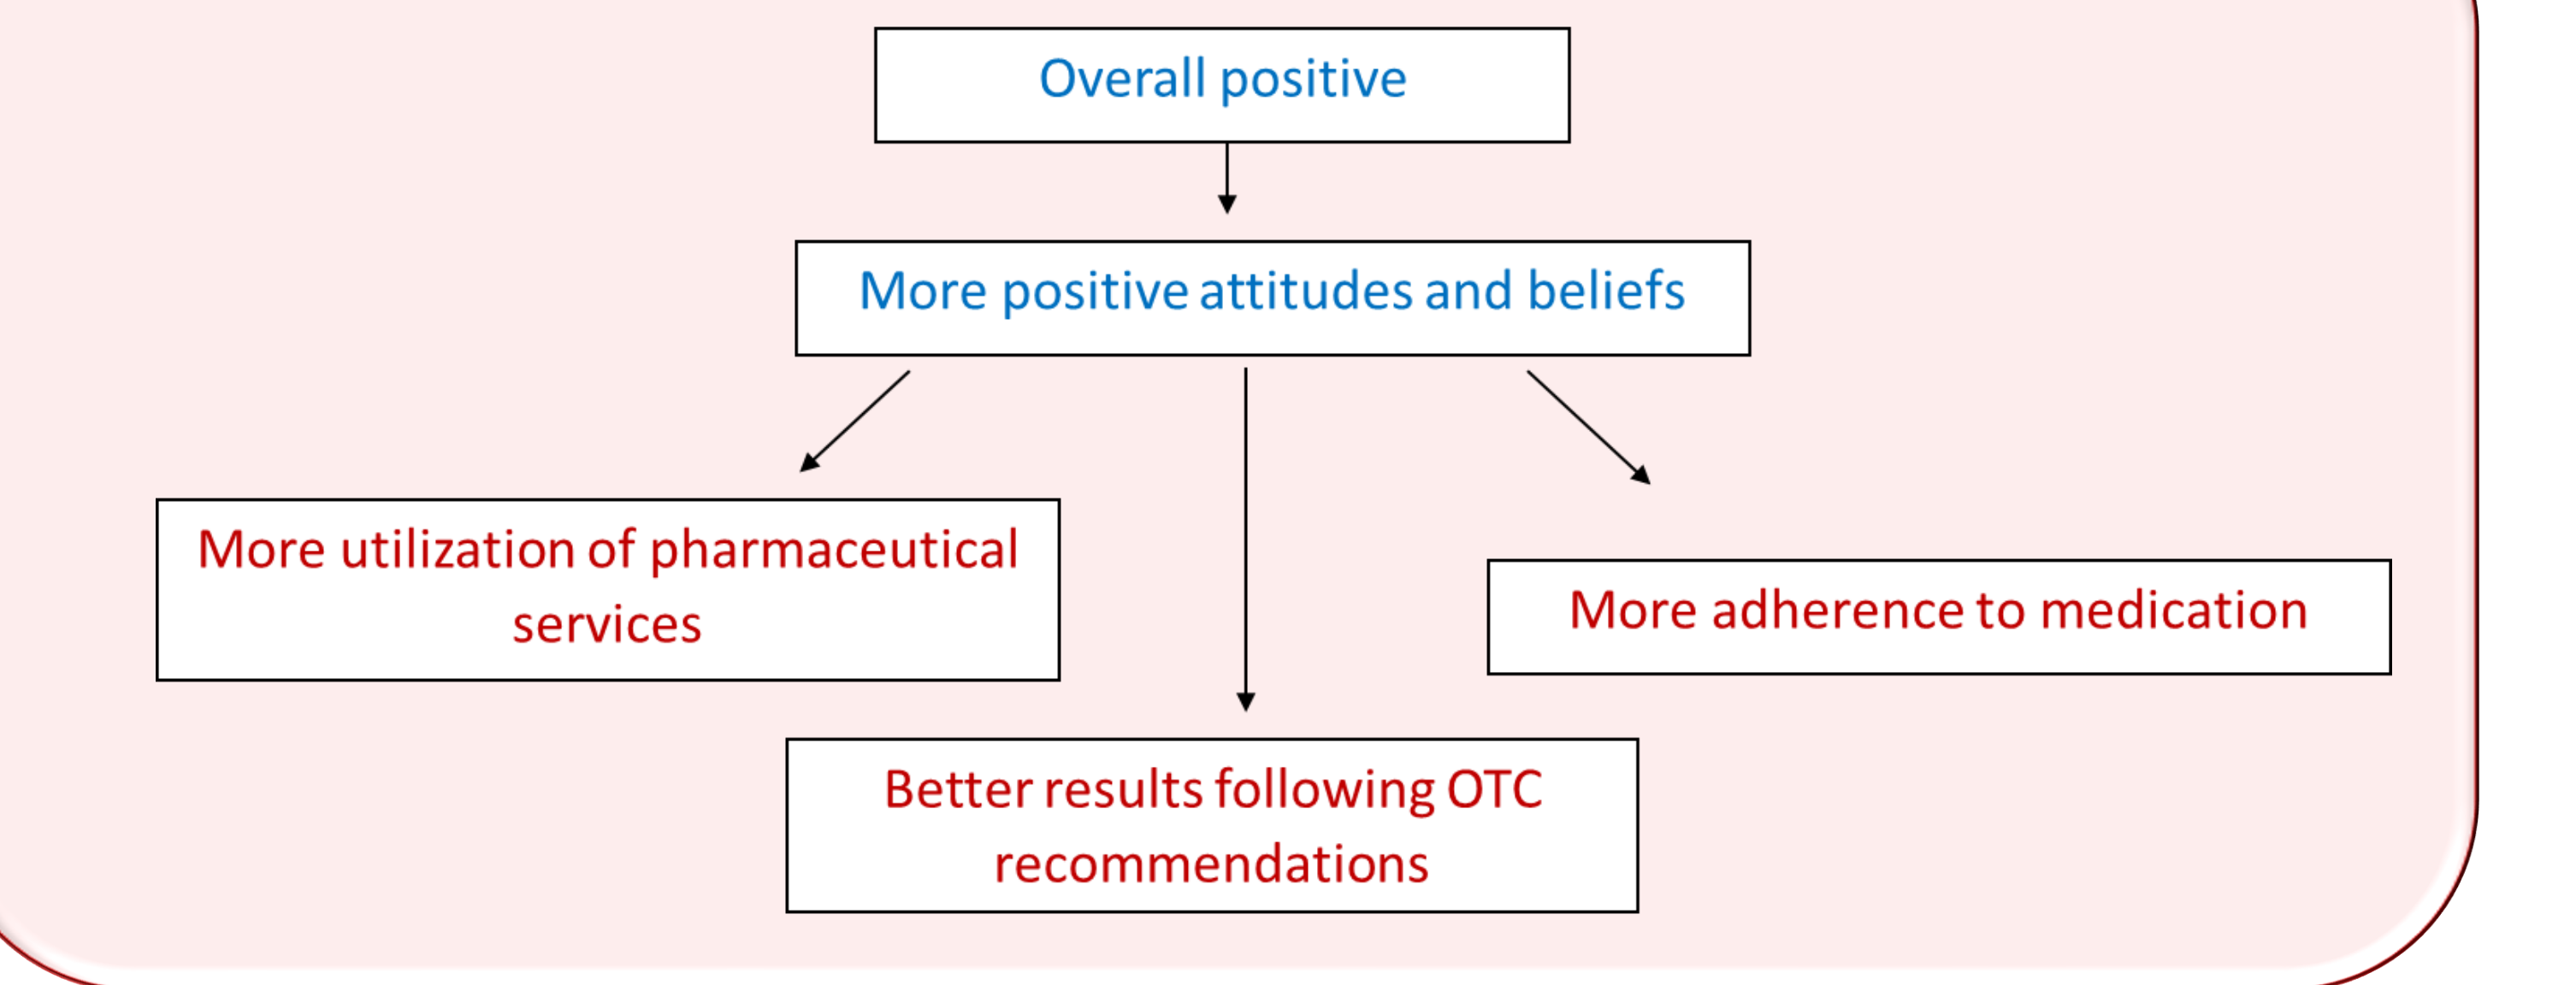 Overall positive
More positive attitudes and beliefs
More utilization of pharmaceutical
services
More adherence to medication
Better results following OTC
recommendations